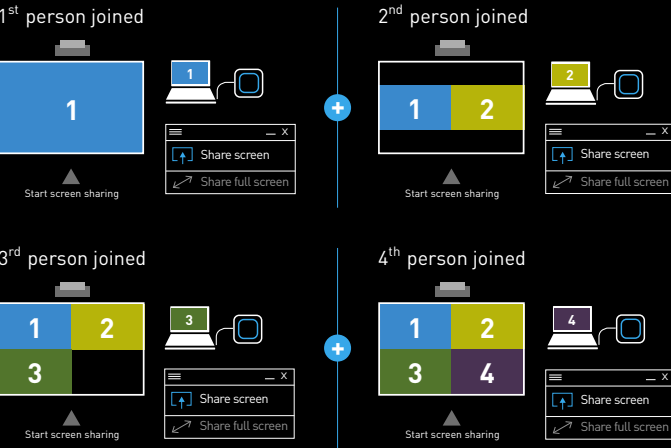 1st person joined
1
1
Share screen
Share full screen
Start screen sharing
2nd person joined
1 2
2
Share screen
Share full screen
Start screen sharing
3rd person joined
1 2
3
3
Share screen
Share full screen
Start screen sharing
4th person joined
1 2
3 4
4
Share screen
Share full screen
Start screen sharing